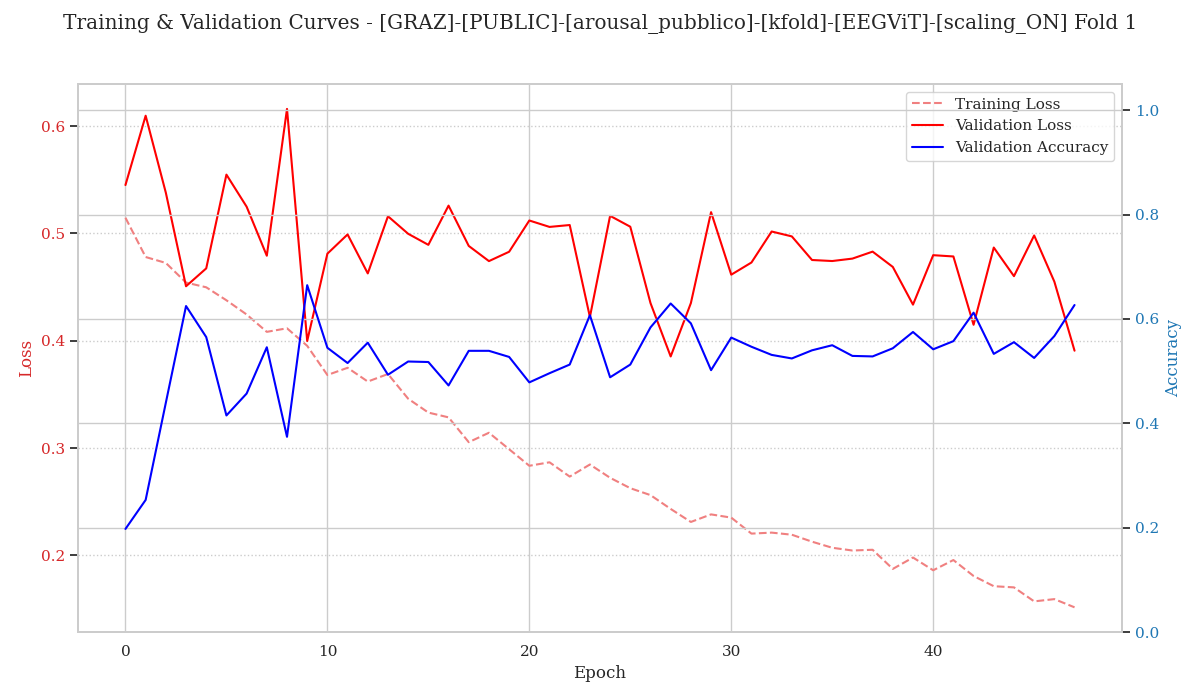 Training & Validation Curves - [GRAZ]-[PUBLIC]-[arousal_pubblico]-[kfold]-[EEGViT]-[scaling_ON] Fold 1
Training Loss
Validation Loss
Validation Accuracy
Loss
0.6
0.5
0.4
0.3
0.2
Accuracy
1.0
0.8
0.6
0.4
0.2
0.0
0
10
20
30
40
Epoch